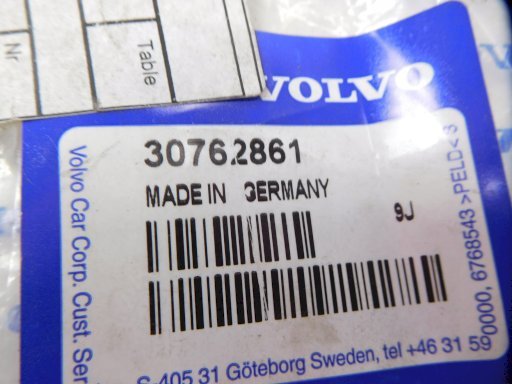 Nr
Table
VOLVO
30762861
MADE IN GERMANY
9J
Volvo Car Corp. Cust. Ser
S-405 31 Göteborg Sweden, tel +46 31 59
0000, 6768543 >PELD<3